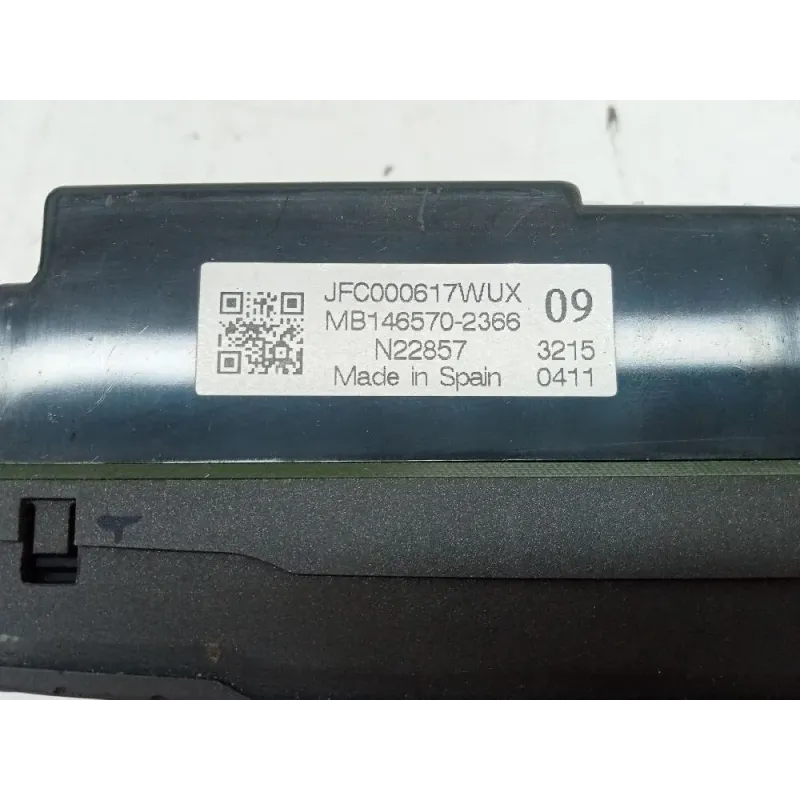 JFC000617WUX 09
MB146570-2366
N22857 3215
Made in Spain 0411